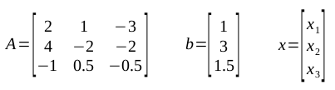 A = [ 2 1 −3 ; 4 −2 −2 ; −1 0.5 −0.5 ] b = [ 1 ; 3 ; 1.5 ] x = [ x₁ ; x₂ ; x₃ ]